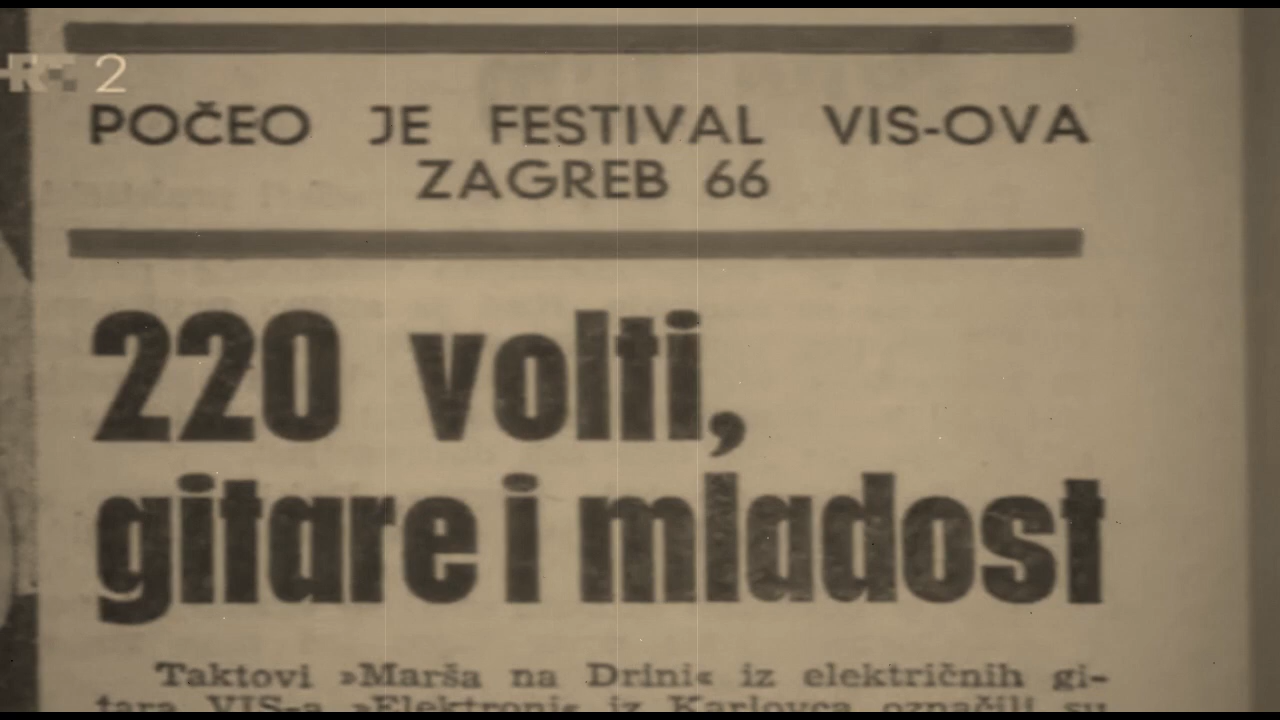 HRT 2
POČEO JE FESTIVAL VIS-OVA
ZAGREB 66
220 volti,
gitare i mladost
Taktovi »Marša na Drini« iz električnih gi-
tara VIS-a »Elektroni« iz Karlovca označili su